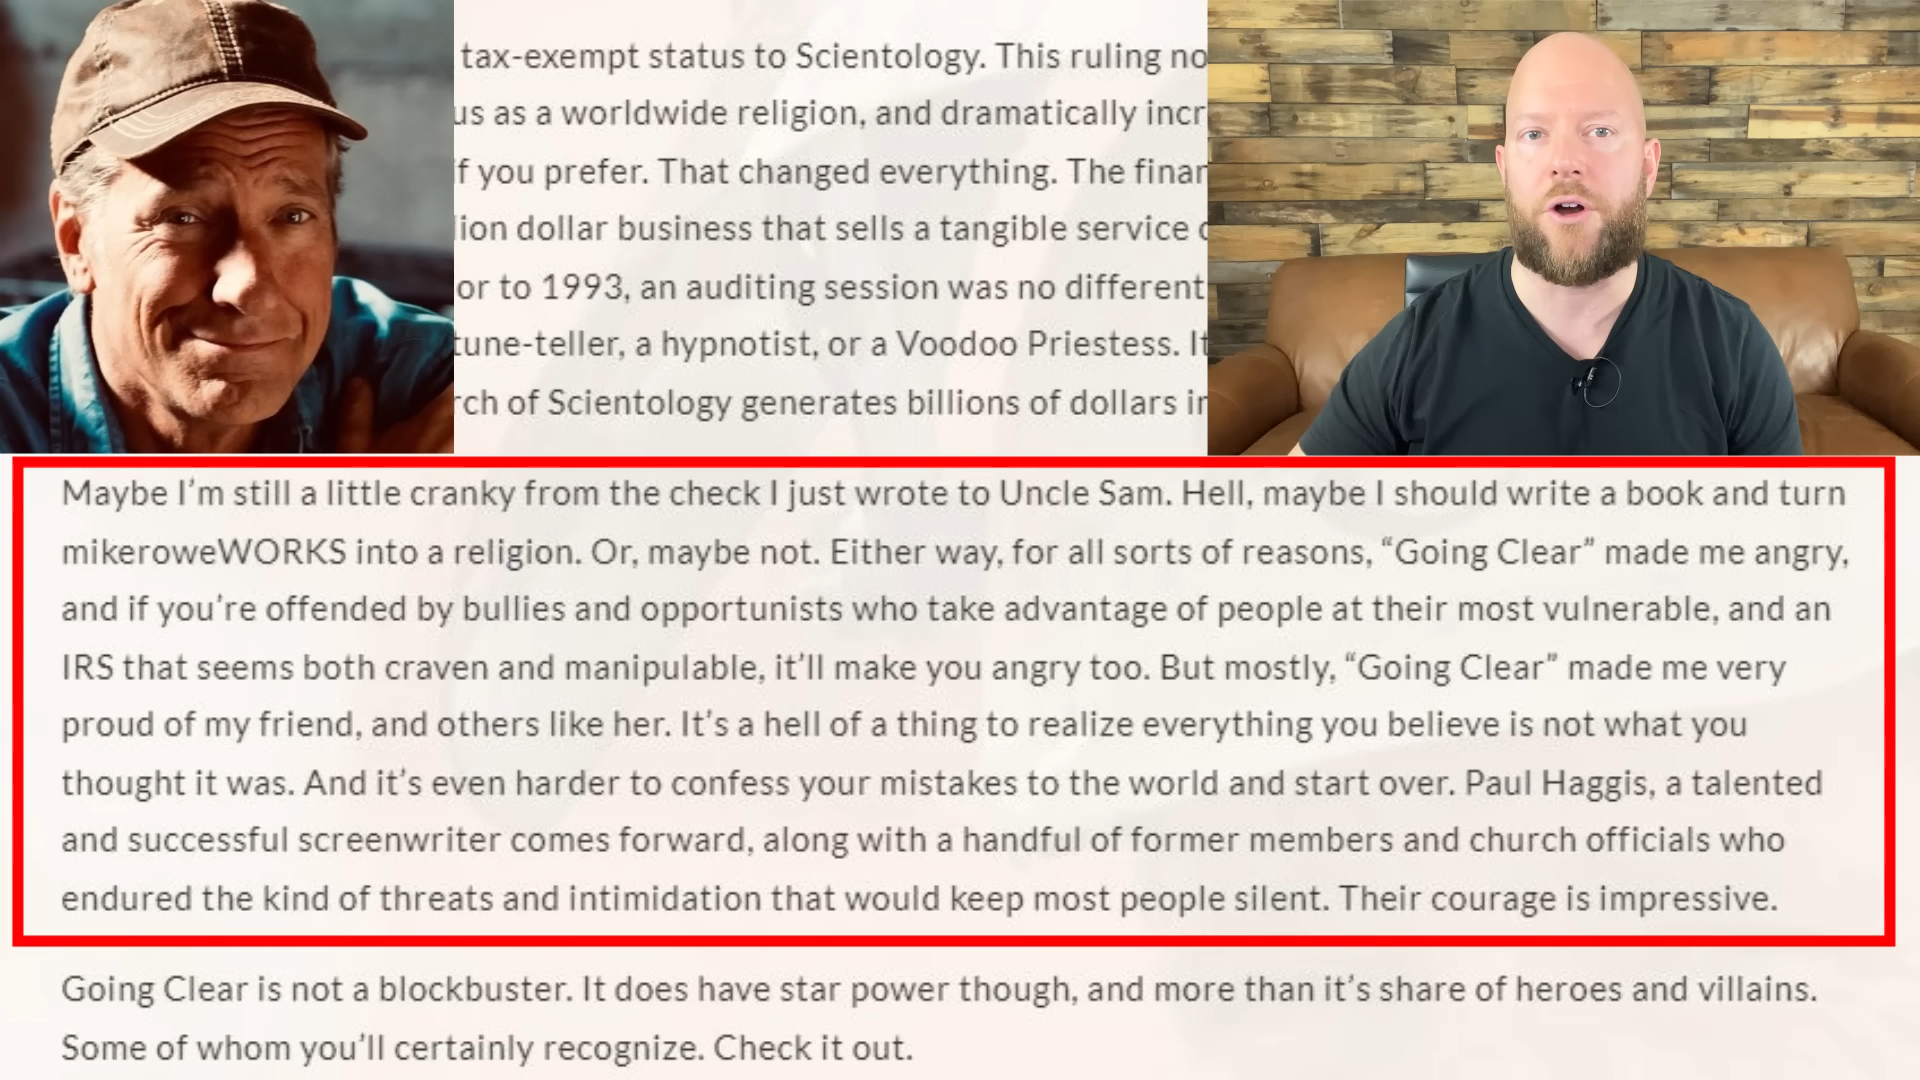 tax-exempt status to Scientology. This ruling no
us as a worldwide religion, and dramatically incr
f you prefer. That changed everything. The finan
lion dollar business that sells a tangible service
or to 1993, an auditing session was no different
tune-teller, a hypnotist, or a Voodoo Priestess. It
rch of Scientology generates billions of dollars in
Maybe I’m still a little cranky from the check I just wrote to Uncle Sam. Hell, maybe I should write a book and turn
mikeroweWORKS into a religion. Or, maybe not. Either way, for all sorts of reasons, “Going Clear” made me angry,
and if you’re offended by bullies and opportunists who take advantage of people at their most vulnerable, and an
IRS that seems both craven and manipulable, it’ll make you angry too. But mostly, “Going Clear” made me very
proud of my friend, and others like her. It’s a hell of a thing to realize everything you believe is not what you
thought it was. And it’s even harder to confess your mistakes to the world and start over. Paul Haggis, a talented
and successful screenwriter comes forward, along with a handful of former members and church officials who
endured the kind of threats and intimidation that would keep most people silent. Their courage is impressive.
Going Clear is not a blockbuster. It does have star power though, and more than it’s share of heroes and villains.
Some of whom you’ll certainly recognize. Check it out.